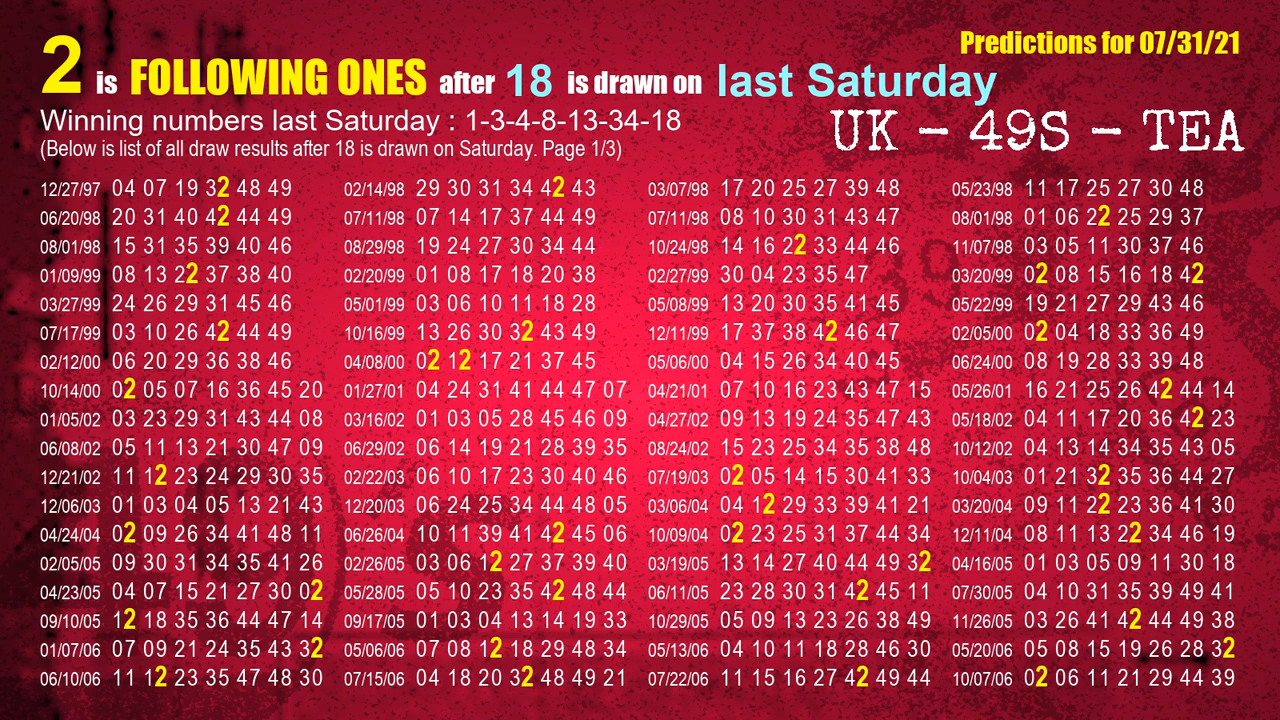 Predictions for 07/31/21
2 is FOLLOWING ONES after 18 is drawn on last Saturday
Winning numbers last Saturday : 1-3-4-8-13-34-18
UK - 49S - TEA
(Below is list of all draw results after 18 is drawn on Saturday. Page 1/3)
12/27/97 04 07 19 32 48 49 02/14/98 29 30 31 34 42 43 03/07/98 17 20 25 27 39 48 05/23/98 11 17 25 27 30 48
06/20/98 20 31 40 42 44 49 07/11/98 07 14 17 37 44 49 07/11/98 08 10 30 31 43 47 08/01/98 01 06 22 25 29 37
08/01/98 15 31 35 39 40 46 08/29/98 19 24 27 30 34 44 10/24/98 14 16 22 33 44 46 11/07/98 03 05 11 30 37 46
01/09/99 08 13 22 37 38 40 02/20/99 01 08 17 18 20 38 02/27/99 30 04 23 35 47 03/20/99 02 08 15 16 18 42
03/27/99 24 26 29 31 45 46 05/01/99 03 06 10 11 18 28 05/08/99 13 20 30 35 41 45 05/22/99 19 21 27 29 43 46
07/17/99 03 10 26 42 44 49 10/16/99 13 26 30 32 43 49 12/11/99 17 37 38 42 46 47 02/05/00 02 04 18 33 36 49
02/12/00 06 20 29 36 38 46 04/08/00 02 12 17 21 37 45 05/06/00 04 15 26 34 40 45 06/24/00 08 19 28 33 39 48
10/14/00 02 05 07 16 36 45 20 01/27/01 04 24 31 41 44 47 07 04/21/01 07 10 16 23 43 47 15 05/26/01 16 21 25 26 42 44 14
01/05/02 03 23 29 31 43 44 08 03/16/02 01 03 05 28 45 46 09 04/27/02 09 13 19 24 35 47 43 05/18/02 04 11 17 20 36 42 23
06/08/02 05 11 13 21 30 47 09 06/29/02 06 14 19 21 28 39 35 08/24/02 15 23 25 34 35 38 48 10/12/02 04 13 14 34 35 43 05
12/21/02 11 12 23 24 29 30 35 02/22/03 06 10 17 23 30 40 46 07/19/03 02 05 14 15 30 41 33 10/04/03 01 21 32 35 36 44 27
12/06/03 01 03 04 05 13 21 43 12/20/03 06 24 25 34 44 48 05 03/06/04 04 12 29 33 39 41 21 03/20/04 09 11 22 23 36 41 30
04/24/04 02 09 26 34 41 48 11 06/26/04 10 11 39 41 42 45 06 10/09/04 02 23 25 31 37 44 34 12/11/04 08 11 13 22 34 46 19
02/05/05 09 30 31 34 35 41 26 02/26/05 03 06 12 27 37 39 40 03/19/05 13 14 27 40 44 49 32 04/16/05 01 03 05 09 11 30 18
04/23/05 04 07 15 21 27 30 02 05/28/05 05 10 23 35 42 48 44 06/11/05 23 28 30 31 42 45 11 07/30/05 04 10 31 35 39 49 41
09/10/05 12 18 35 36 44 47 14 09/17/05 01 03 04 13 14 19 33 10/29/05 05 09 13 23 26 38 49 11/26/05 03 26 41 42 44 49 38
01/07/06 07 09 21 24 35 43 32 05/06/06 07 08 12 18 29 48 34 05/13/06 04 10 11 18 28 46 30 05/20/06 05 08 15 19 26 28 32
06/10/06 11 12 23 35 47 48 30 07/15/06 04 18 20 32 48 49 21 07/22/06 11 15 16 27 42 49 44 10/07/06 02 06 11 21 29 44 39